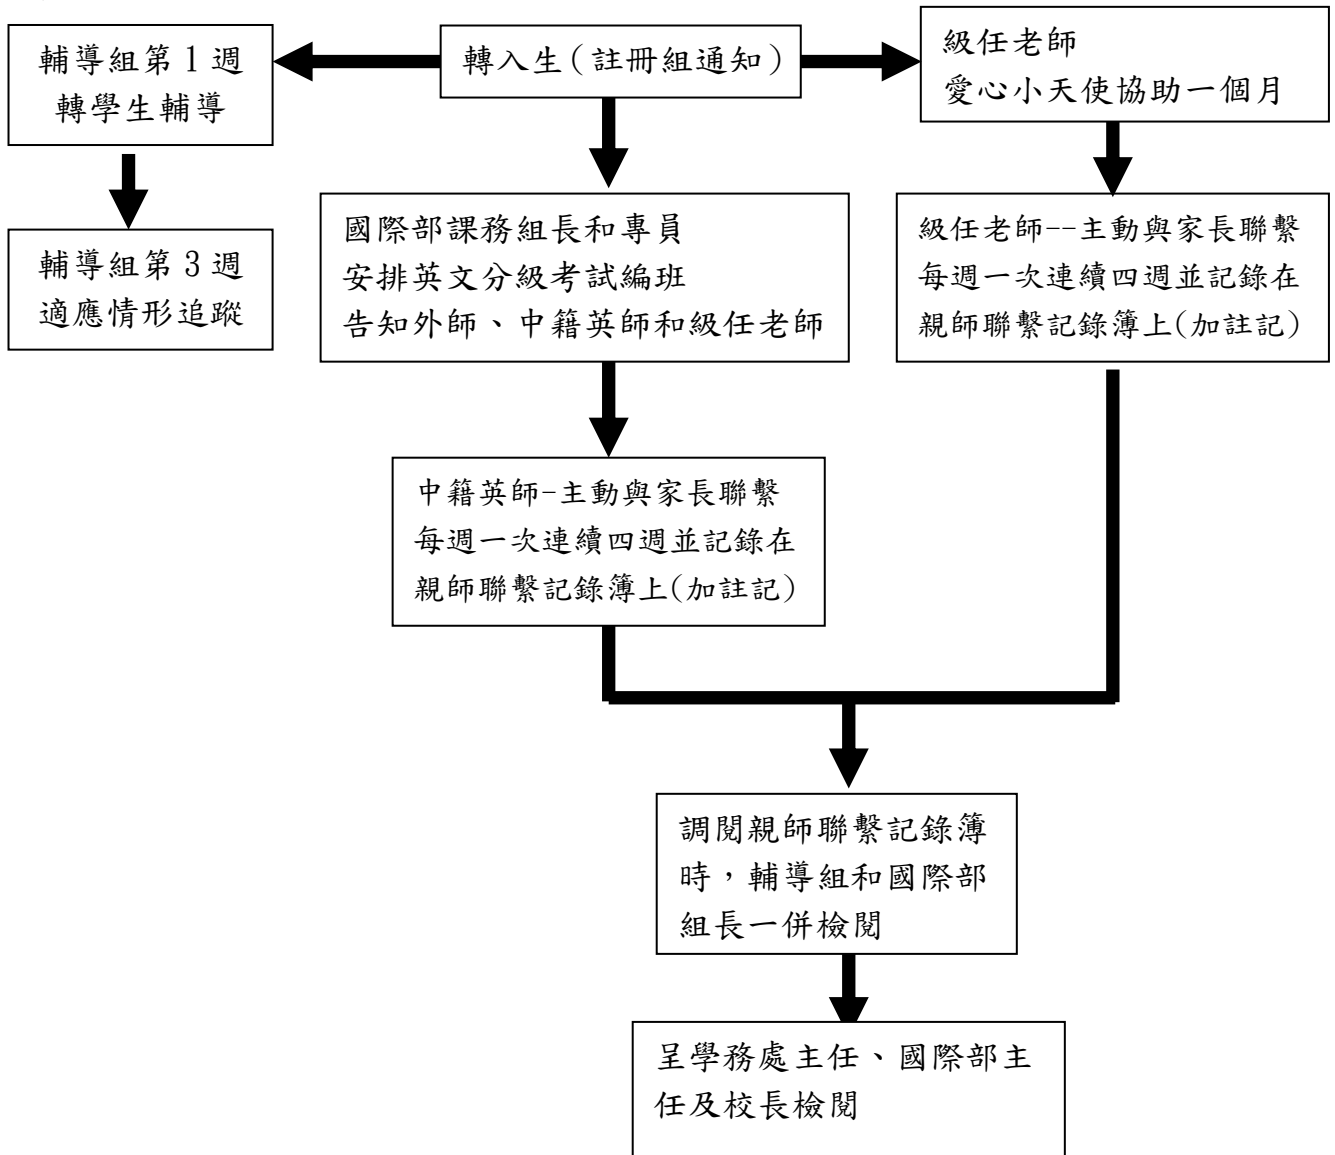 轉入生(註冊組通知)
輔導組第1週
轉學生輔導
級任老師
愛心小天使協助一個月
輔導組第3週
適應情形追蹤
國際部課務組長和專員
安排英文分級考試編班
告知外師、中籍英師和級任老師
級任老師--主動與家長聯繫
每週一次連續四週並記錄在
親師聯繫記錄簿上(加註記)
中籍英師-主動與家長聯繫
每週一次連續四週並記錄在
親師聯繫記錄簿上(加註記)
調閱親師聯繫記錄簿
時，輔導組和國際部
組長一併檢閱
呈學務處主任、國際部主
任及校長檢閱